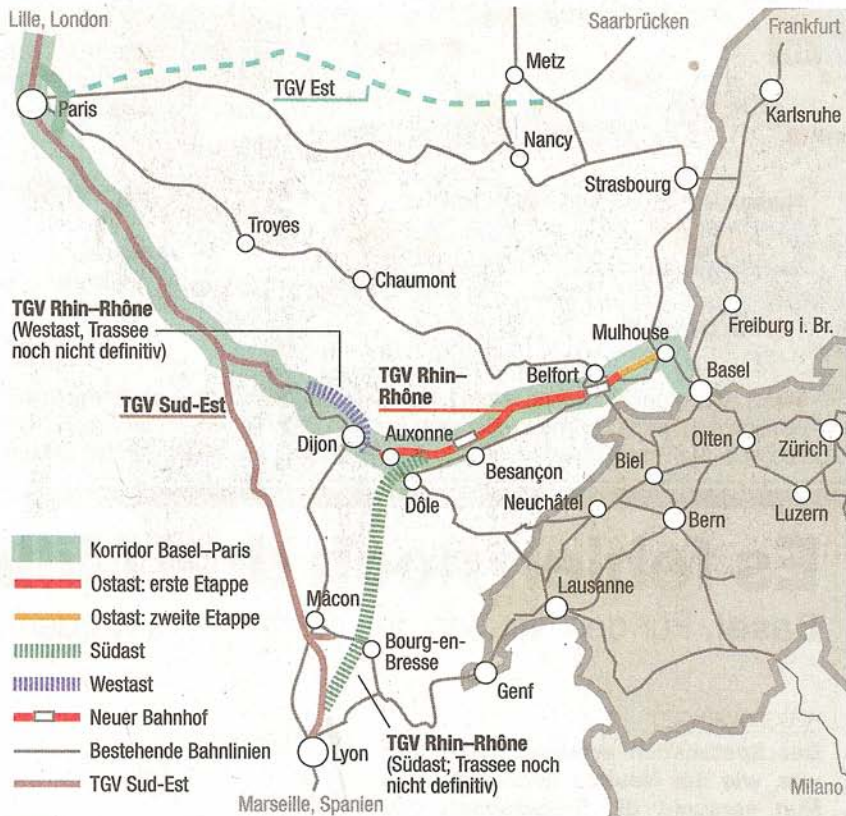 Lille, London
Saarbrücken
Frankfurt
Metz
TGV Est
Paris
Karlsruhe
Nancy
Strasbourg
Troyes
Chaumont
TGV Rhin–Rhône
(Westast, Trassee
noch nicht definitiv)
Mulhouse
Freiburg i. Br.
TGV Rhin–
Rhône
Belfort
Basel
TGV Sud-Est
Dijon
Auxonne
Olten
Zürich
Besançon
Biel
Dôle
Neuchâtel
Bern
Luzern
Korridor Basel–Paris
Ostast: erste Etappe
Lausanne
Ostast: zweite Etappe
Mâcon
Südast
Bourg-en-
Bresse
Westast
Genf
Neuer Bahnhof
Bestehende Bahnlinien
Lyon
TGV Rhin–Rhône
(Südast; Trassee noch
nicht definitiv)
TGV Sud-Est
Marseille, Spanien
Milano